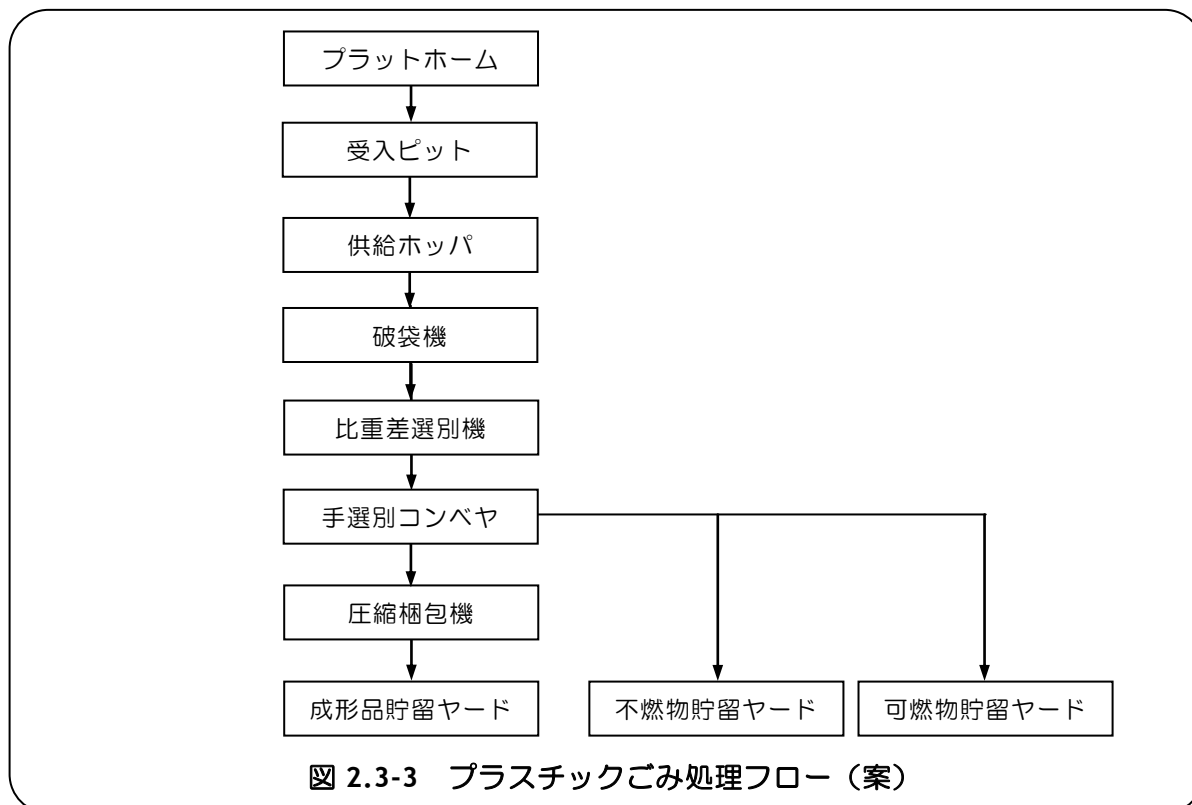 プラットホーム
受入ピット
供給ホッパ
破袋機
比重差選別機
手選別コンベヤ
圧縮梱包機
成形品貯留ヤード
不燃物貯留ヤード
可燃物貯留ヤード
図 2.3-3 プラスチックごみ処理フロー（案）